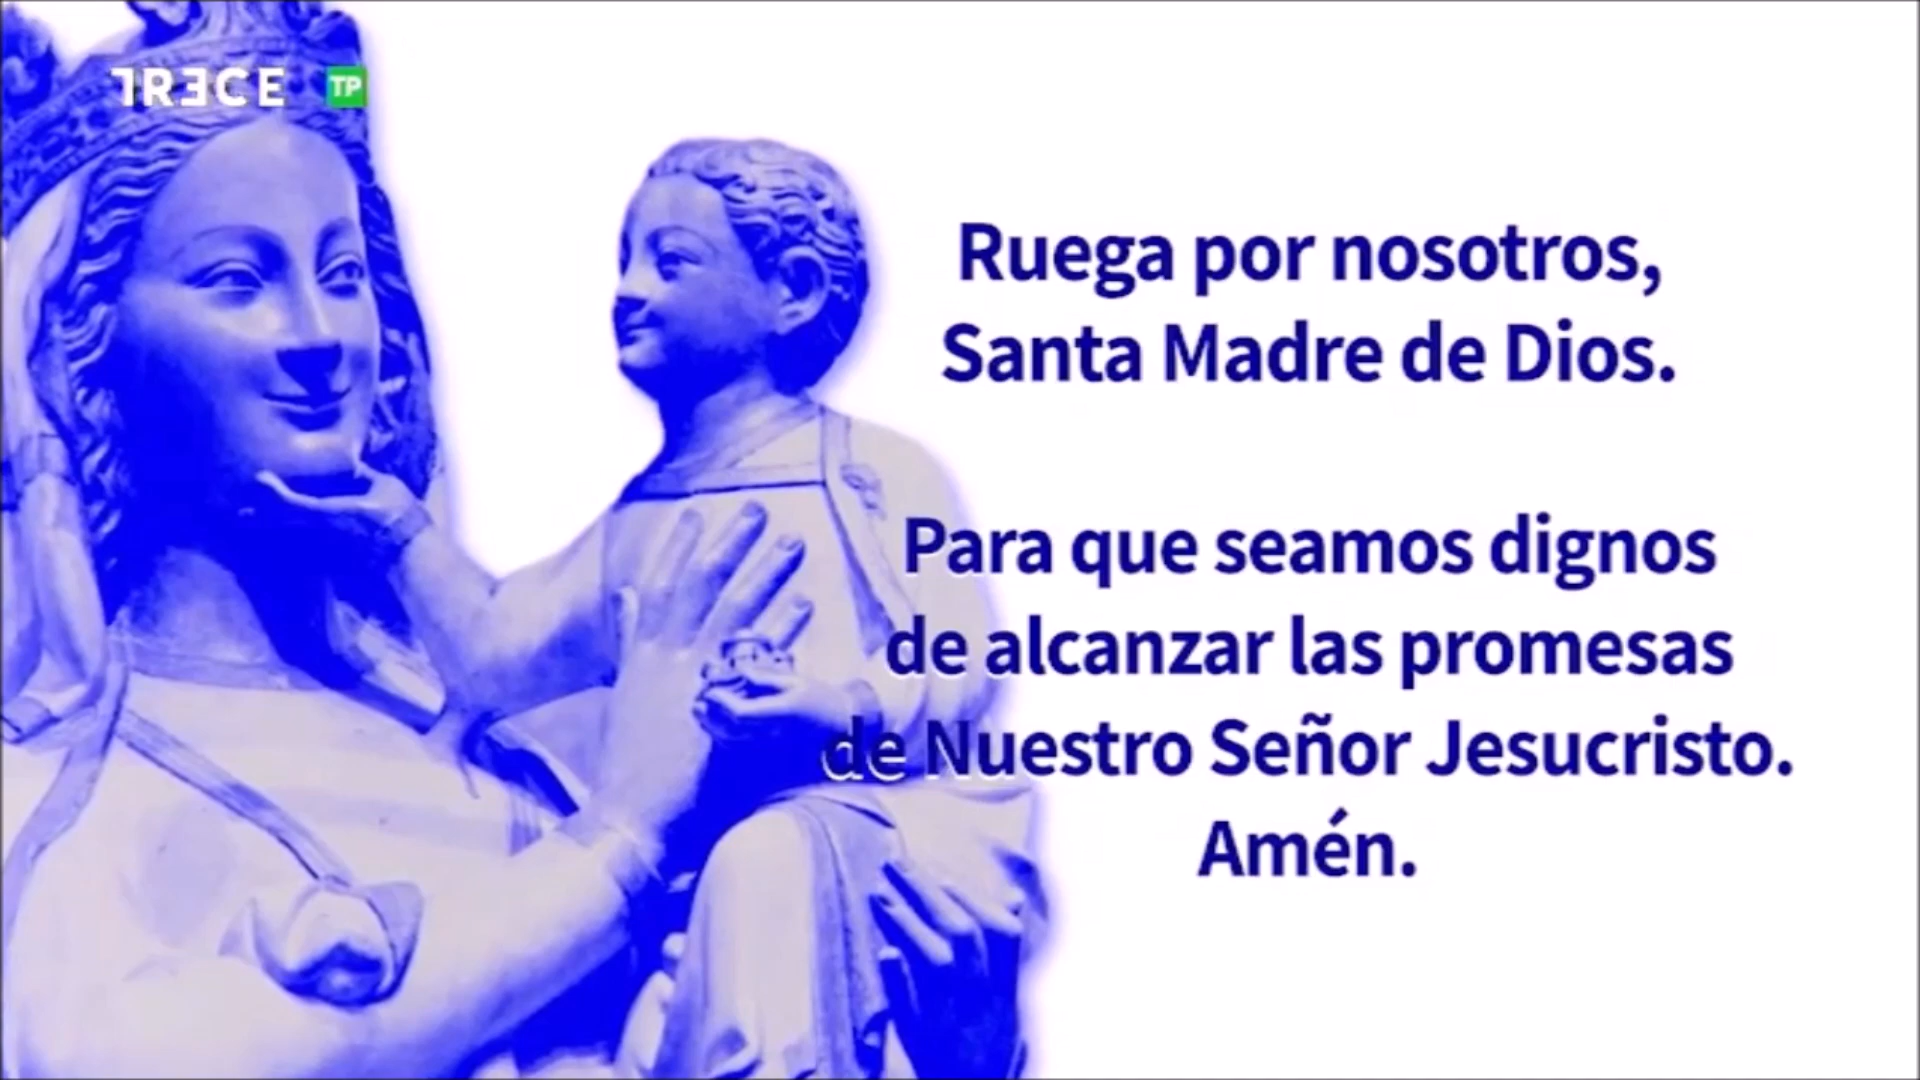 TRECE TP
Ruega por nosotros,
Santa Madre de Dios.
Para que seamos dignos
de alcanzar las promesas
de Nuestro Señor Jesucristo.
Amén.